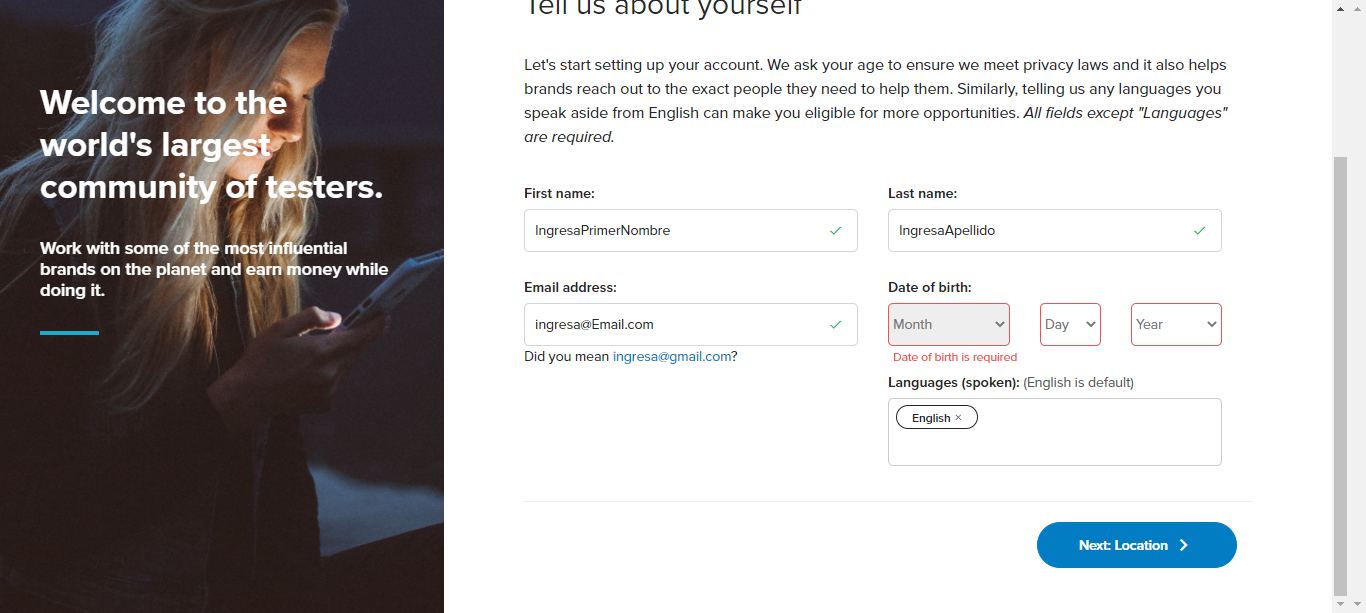 Welcome to the
world's largest
community of testers.
Work with some of the most influential
brands on the planet and earn money while
doing it.
Tell us about yourself
Let's start setting up your account. We ask your age to ensure we meet privacy laws and it also helps
brands reach out to the exact people they need to help them. Similarly, telling us any languages you
speak aside from English can make you eligible for more opportunities. All fields except "Languages"
are required.
First name:
Last name:
IngresaPrimerNombre
IngresaApellido
Email address:
Date of birth:
ingresa@Email.com
Month
Day
Year
Did you mean ingresa@gmail.com?
Date of birth is required
Languages (spoken): (English is default)
English ×
Next: Location